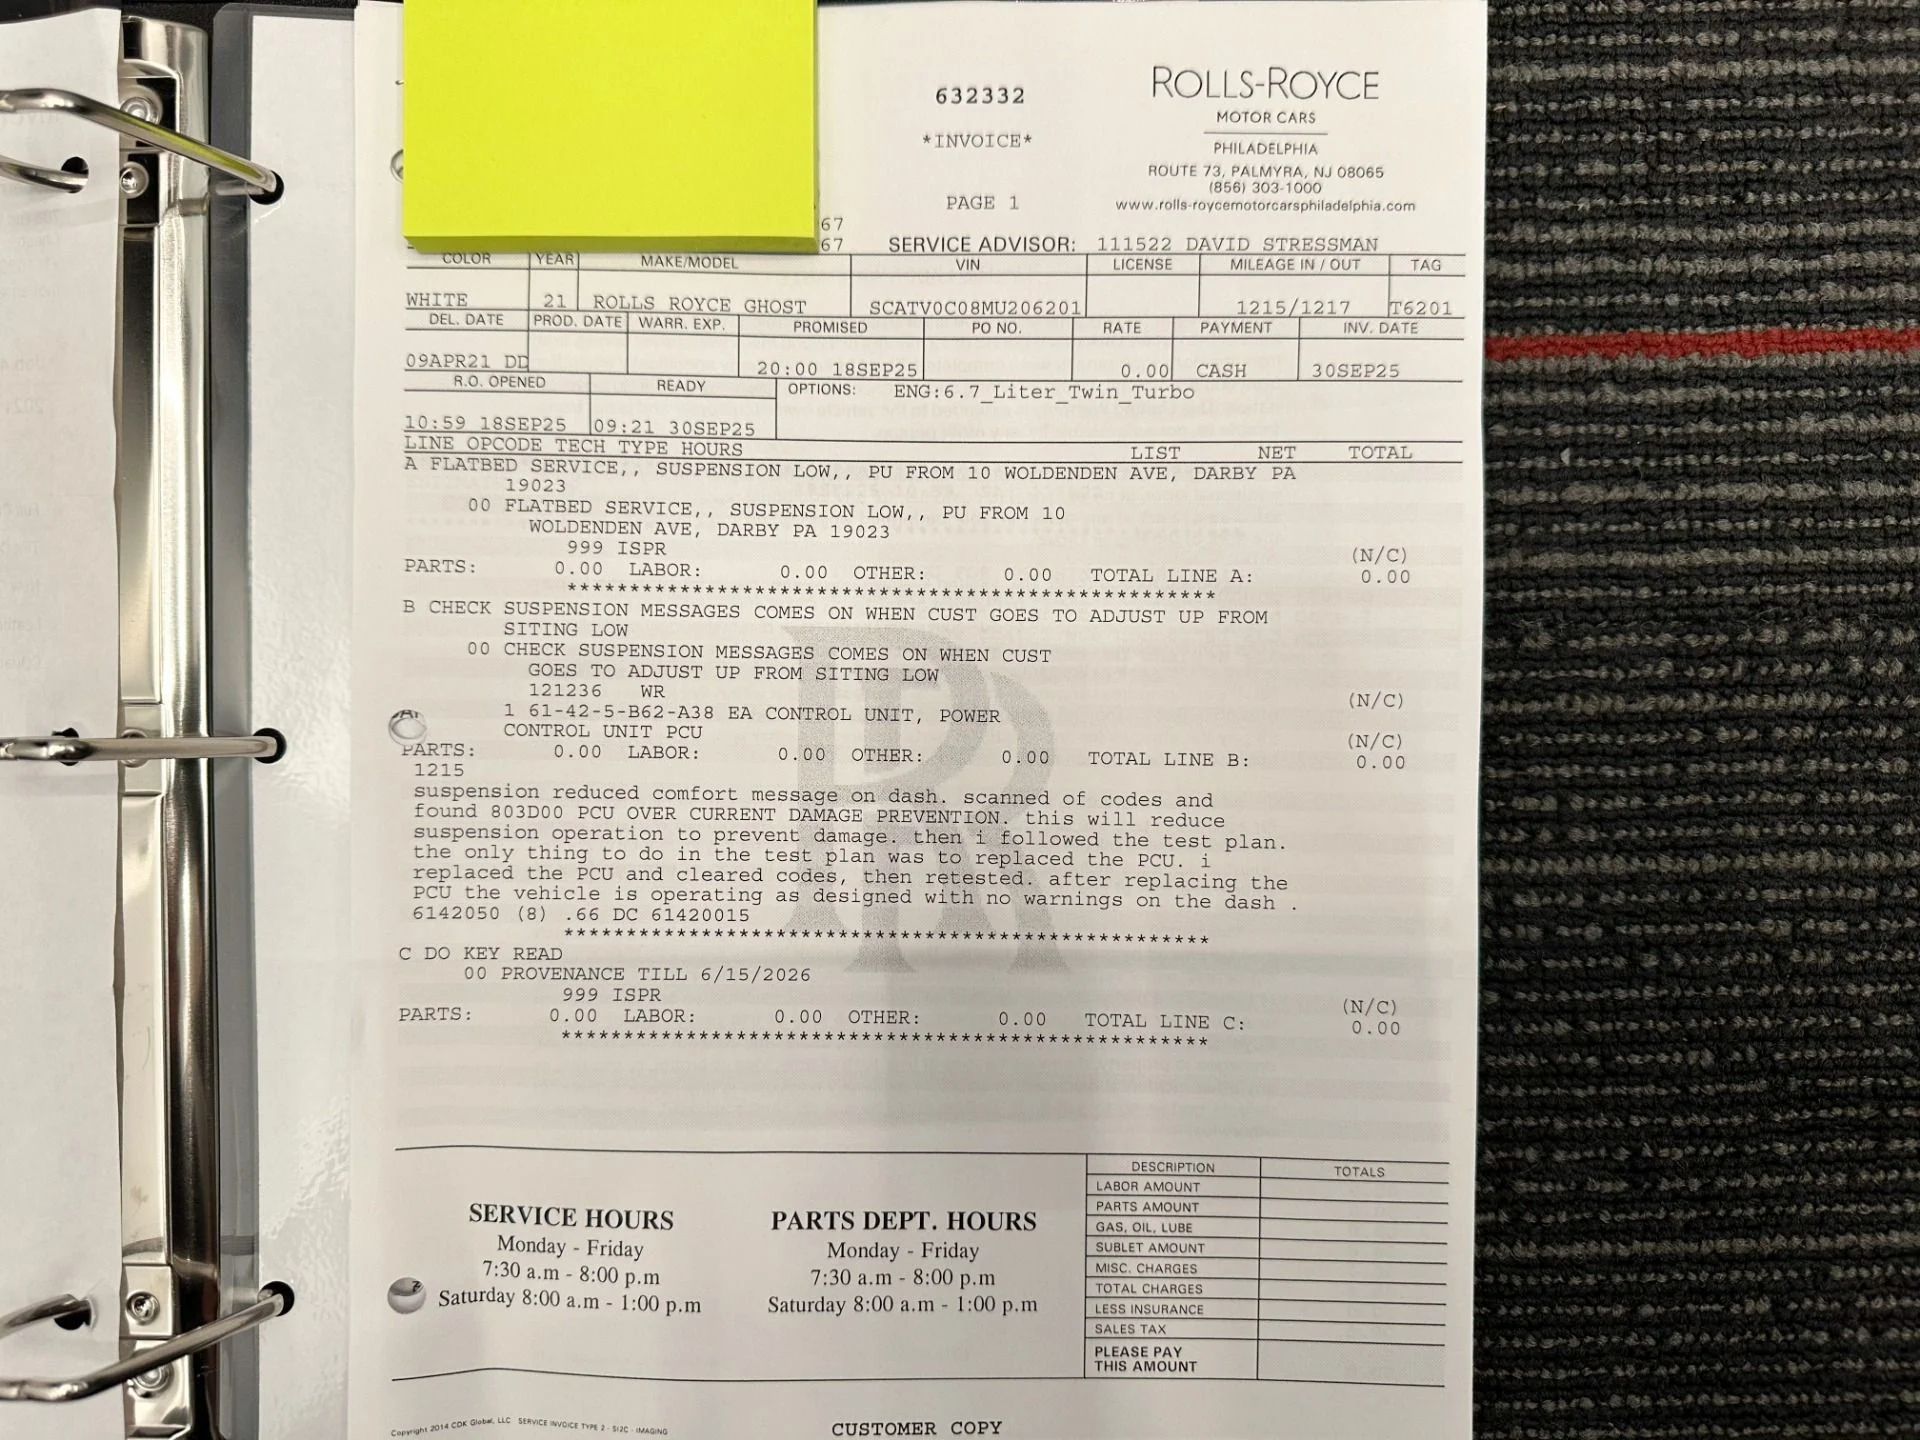 632332
*INVOICE*
PAGE 1
ROLLS-ROYCE
MOTOR CARS
PHILADELPHIA
ROUTE 73, PALMYRA, NJ 08065
(856) 303-1000
www.rolls-roycemotorcarsphiladelphia.com
67
67 SERVICE ADVISOR: 111522 DAVID STRESSMAN
COLOR YEAR MAKE/MODEL VIN LICENSE MILEAGE IN / OUT TAG
WHITE 21 ROLLS ROYCE GHOST SCATV0C08MU206201 1215/1217 T6201
DEL. DATE PROD. DATE WARR. EXP. PROMISED PO NO. RATE PAYMENT INV. DATE
09APR21 DD 20:00 18SEP25 0.00 CASH 30SEP25
R.O. OPENED READY OPTIONS: ENG:6.7_Liter_Twin_Turbo
10:59 18SEP25 09:21 30SEP25
LINE OPCODE TECH TYPE HOURS LIST NET TOTAL
A FLATBED SERVICE,, SUSPENSION LOW,, PU FROM 10 WOLDENDEN AVE, DARBY PA
19023
00 FLATBED SERVICE,, SUSPENSION LOW,, PU FROM 10
WOLDENDEN AVE, DARBY PA 19023
999 ISPR (N/C)
PARTS: 0.00 LABOR: 0.00 OTHER: 0.00 TOTAL LINE A: 0.00
****************************************************
B CHECK SUSPENSION MESSAGES COMES ON WHEN CUST GOES TO ADJUST UP FROM
SITING LOW
00 CHECK SUSPENSION MESSAGES COMES ON WHEN CUST
GOES TO ADJUST UP FROM SITING LOW
121236 WR (N/C)
1 61-42-5-B62-A38 EA CONTROL UNIT, POWER
CONTROL UNIT PCU (N/C)
PARTS: 0.00 LABOR: 0.00 OTHER: 0.00 TOTAL LINE B: 0.00
1215
suspension reduced comfort message on dash. scanned of codes and
found 803D00 PCU OVER CURRENT DAMAGE PREVENTION. this will reduce
suspension operation to prevent damage. then i followed the test plan.
the only thing to do in the test plan was to replaced the PCU. i
replaced the PCU and cleared codes, then retested. after replacing the
PCU the vehicle is operating as designed with no warnings on the dash .
6142050 (8) .66 DC 61420015
****************************************************
C DO KEY READ
00 PROVENANCE TILL 6/15/2026
999 ISPR (N/C)
PARTS: 0.00 LABOR: 0.00 OTHER: 0.00 TOTAL LINE C: 0.00
****************************************************
SERVICE HOURS
Monday - Friday
7:30 a.m - 8:00 p.m
Saturday 8:00 a.m - 1:00 p.m
PARTS DEPT. HOURS
Monday - Friday
7:30 a.m - 8:00 p.m
Saturday 8:00 a.m - 1:00 p.m
DESCRIPTION TOTALS
LABOR AMOUNT
PARTS AMOUNT
GAS, OIL, LUBE
SUBLET AMOUNT
MISC. CHARGES
TOTAL CHARGES
LESS INSURANCE
SALES TAX
PLEASE PAY
THIS AMOUNT
Copyright 2014 CDK Global, LLC SERVICE INVOICE TYPE 2 - SI2C - IMAGING
CUSTOMER COPY